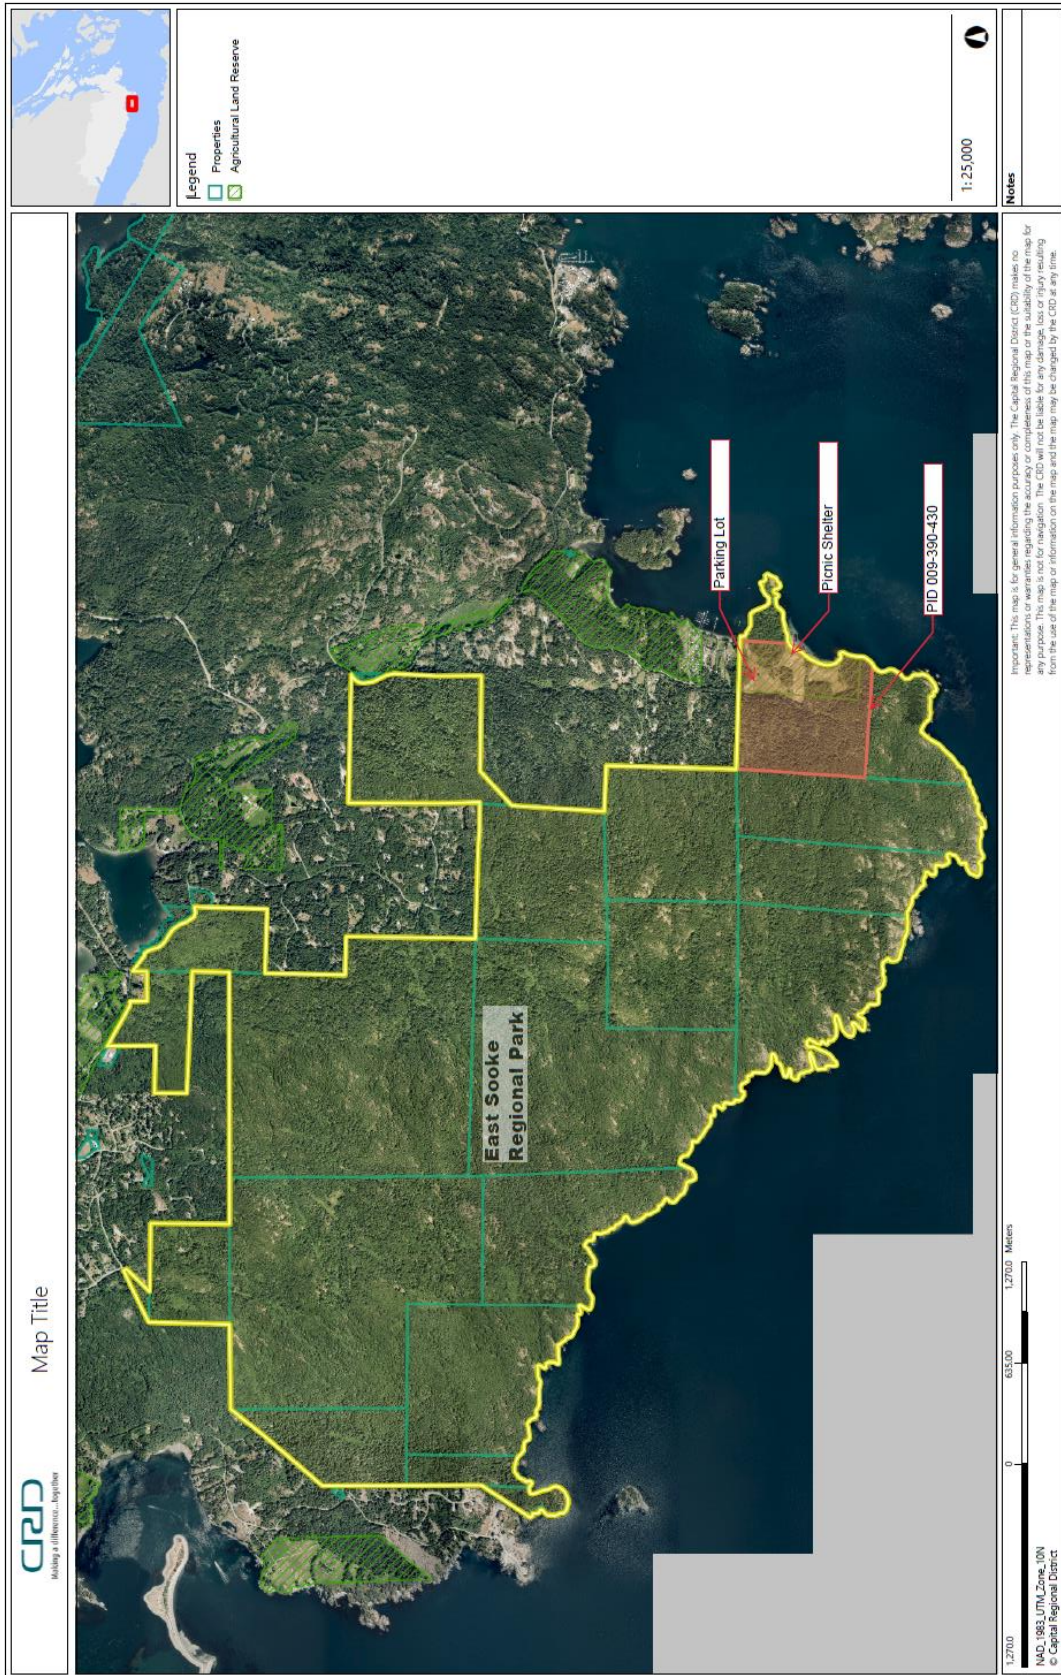 CRD
Making a difference...together
Map Title
Legend
Properties
Agricultural Land Reserve
1: 25,000
East Sooke
Regional Park
Parking Lot
Picnic Shelter
PID 009-390-430
1,270.0
0
635.00
1,270.0 Meters
NAD_1983_UTM_Zone_10N
© Capital Regional District
Important: This map is for general information purposes only. The Capital Regional District (CRD) makes no
representations or warranties regarding the accuracy or completeness of this map or the suitability of the map for
any purpose. This map is not for navigation. The CRD will not be liable for any damage, loss or injury resulting
from the use of the map or information on the map and the map may be changed by the CRD at any time.
Notes